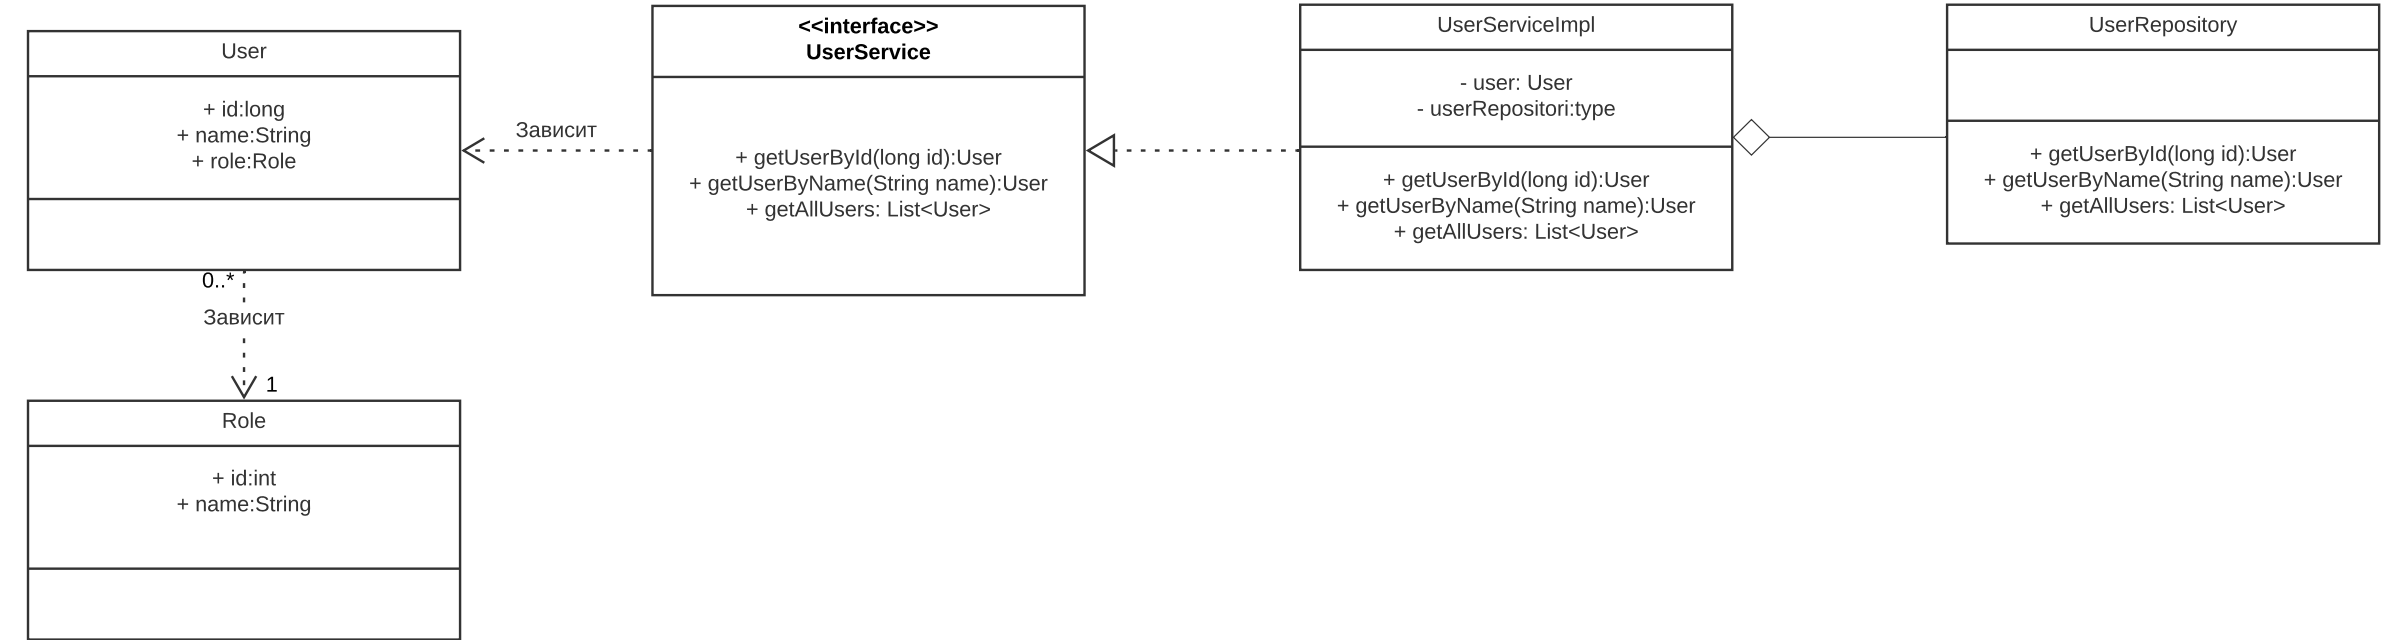 User
+ id:long
+ name:String
+ role:Role
0..*
Зависит
1
Role
+ id:int
+ name:String
Зависит
<<interface>>
UserService
+ getUserById(long id):User
+ getUserByName(String name):User
+ getAllUsers: List<User>
UserServiceImpl
- user: User
- userRepositori:type
+ getUserById(long id):User
+ getUserByName(String name):User
+ getAllUsers: List<User>
UserRepository
+ getUserById(long id):User
+ getUserByName(String name):User
+ getAllUsers: List<User>